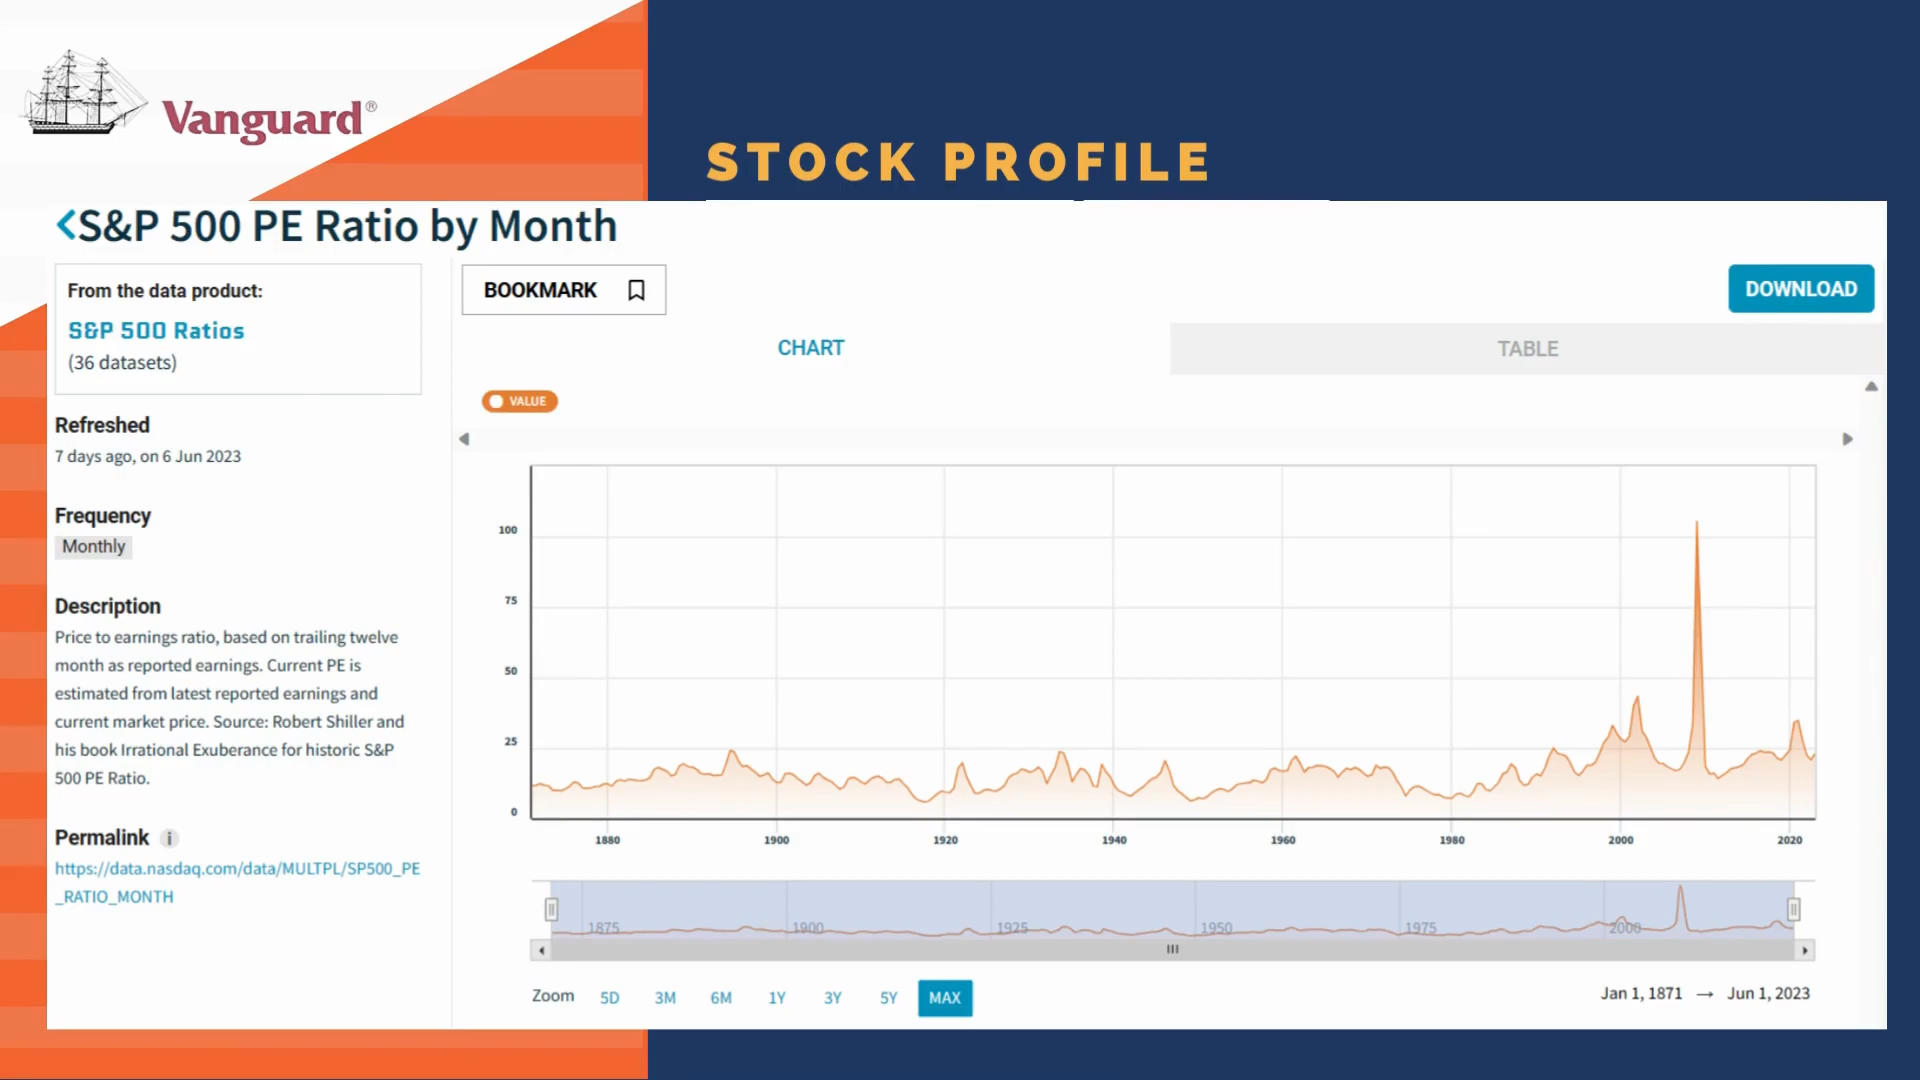 Vanguard®
STOCK PROFILE
S&P 500 PE Ratio by Month
From the data product:
S&P 500 Ratios
(36 datasets)
Refreshed
7 days ago, on 6 Jun 2023
Frequency
Monthly
Description
Price to earnings ratio, based on trailing twelve
month as reported earnings. Current PE is
estimated from latest reported earnings and
current market price. Source: Robert Shiller and
his book Irrational Exuberance for historic S&P
500 PE Ratio.
Permalink i
https://data.nasdaq.com/data/MULTPL/SP500_PE
_RATIO_MONTH
BOOKMARK
DOWNLOAD
CHART
TABLE
VALUE
100
75
50
25
0
1880 1900 1920 1940 1960 1980 2000 2020
1875 1900 1925 1950 1975 2000
Zoom 5D 3M 6M 1Y 3Y 5Y MAX
Jan 1, 1871 → Jun 1, 2023